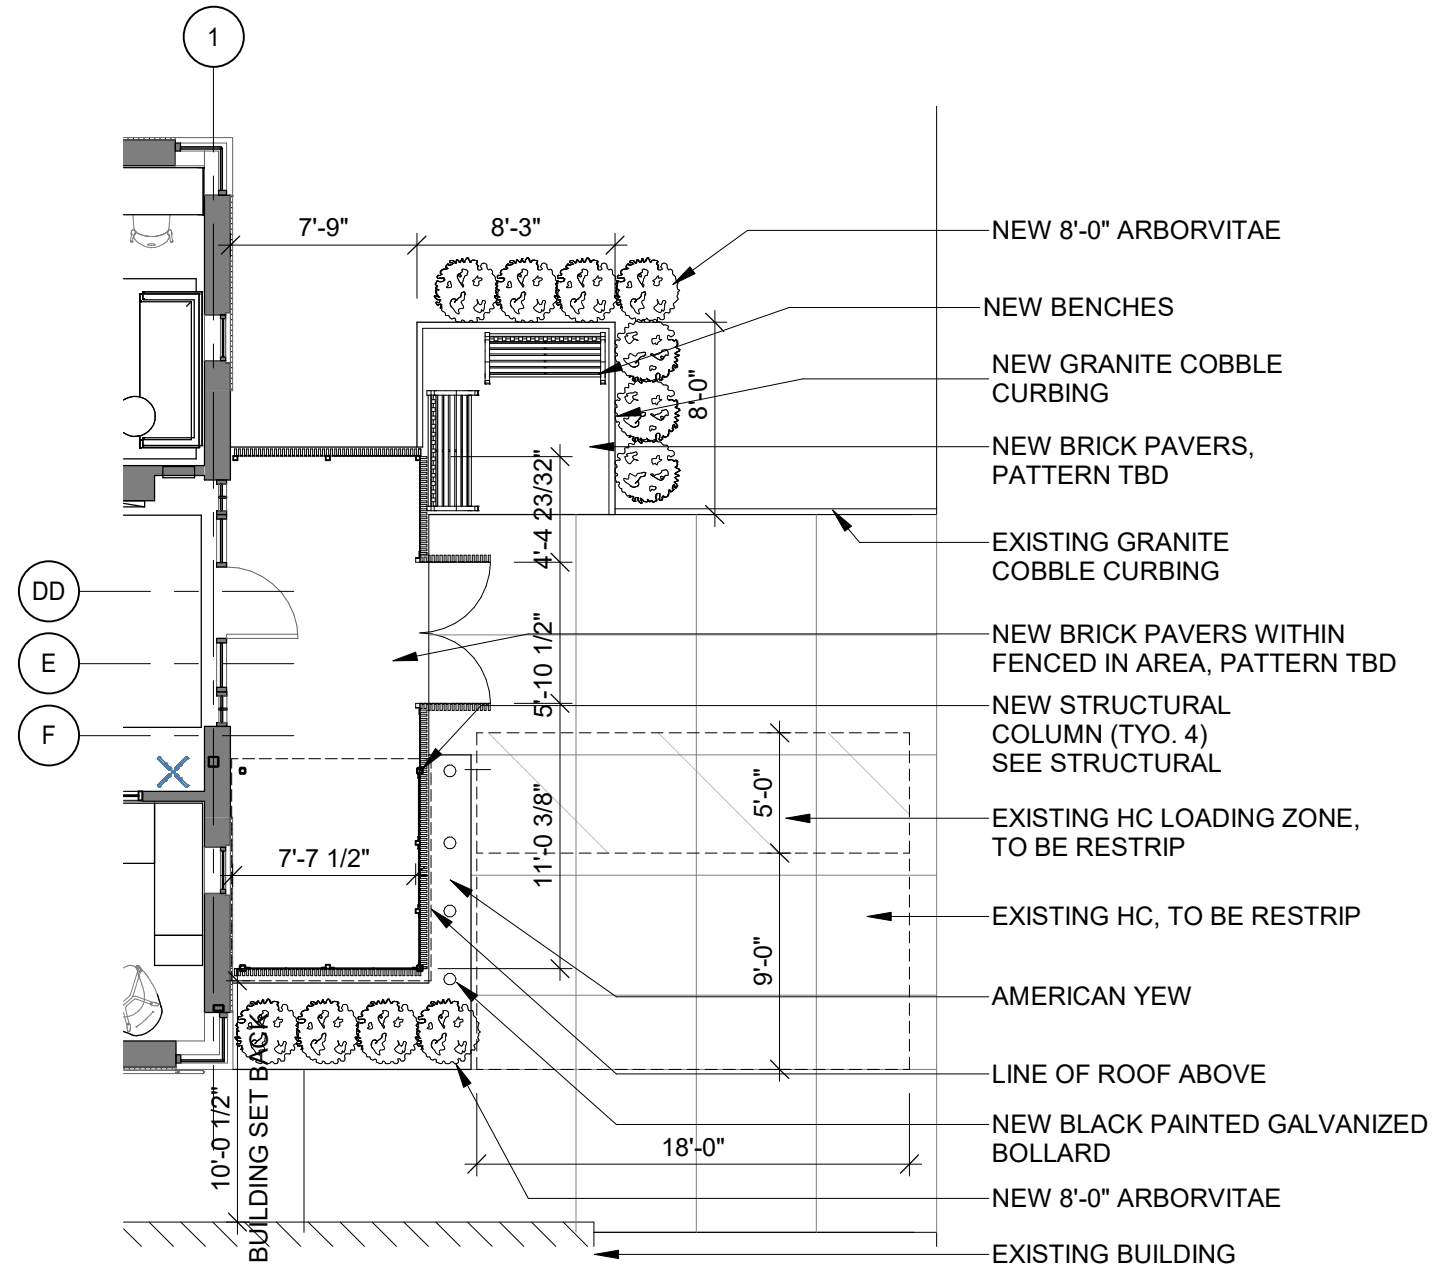 1
7'-9"
8'-3"
NEW 8'-0" ARBORVITAE
NEW BENCHES
NEW GRANITE COBBLE
CURBING
8'-0"
NEW BRICK PAVERS,
PATTERN TBD
4'-4 23/32"
EXISTING GRANITE
COBBLE CURBING
DD
E
F
5'-10 1/2"
NEW BRICK PAVERS WITHIN
FENCED IN AREA, PATTERN TBD
NEW STRUCTURAL
COLUMN (TYO. 4)
SEE STRUCTURAL
5'-0"
EXISTING HC LOADING ZONE,
TO BE RESTRIP
7'-7 1/2"
11'-0 3/8"
EXISTING HC, TO BE RESTRIP
9'-0"
AMERICAN YEW
LINE OF ROOF ABOVE
10'-0 1/2"
BUILDING SET BACK
NEW BLACK PAINTED GALVANIZED
BOLLARD
18'-0"
NEW 8'-0" ARBORVITAE
EXISTING BUILDING